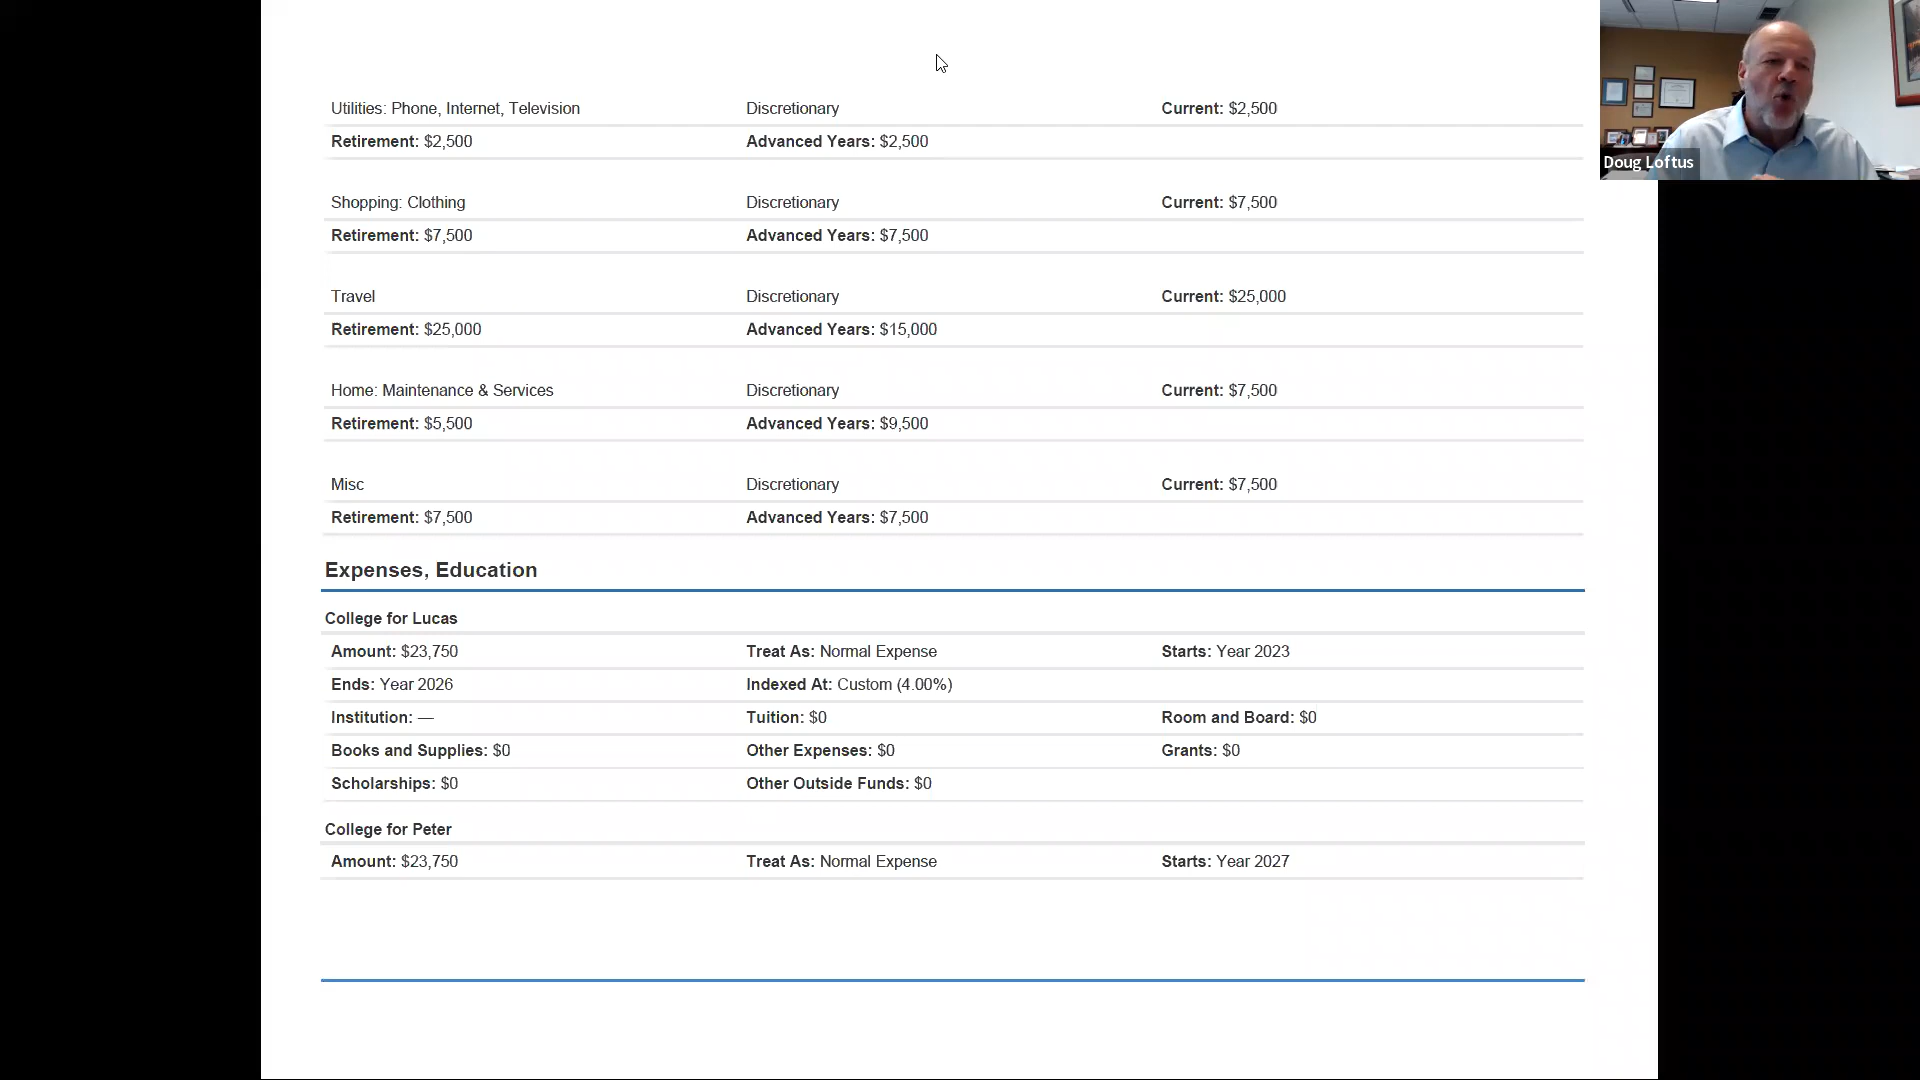 Utilities: Phone, Internet, Television Discretionary Current: $2,500
Retirement: $2,500 Advanced Years: $2,500
Shopping: Clothing Discretionary Current: $7,500
Retirement: $7,500 Advanced Years: $7,500
Travel Discretionary Current: $25,000
Retirement: $25,000 Advanced Years: $15,000
Home: Maintenance & Services Discretionary Current: $7,500
Retirement: $5,500 Advanced Years: $9,500
Misc Discretionary Current: $7,500
Retirement: $7,500 Advanced Years: $7,500
Expenses, Education
College for Lucas
Amount: $23,750 Treat As: Normal Expense Starts: Year 2023
Ends: Year 2026 Indexed At: Custom (4.00%)
Institution: — Tuition: $0 Room and Board: $0
Books and Supplies: $0 Other Expenses: $0 Grants: $0
Scholarships: $0 Other Outside Funds: $0
College for Peter
Amount: $23,750 Treat As: Normal Expense Starts: Year 2027
Doug Loftus